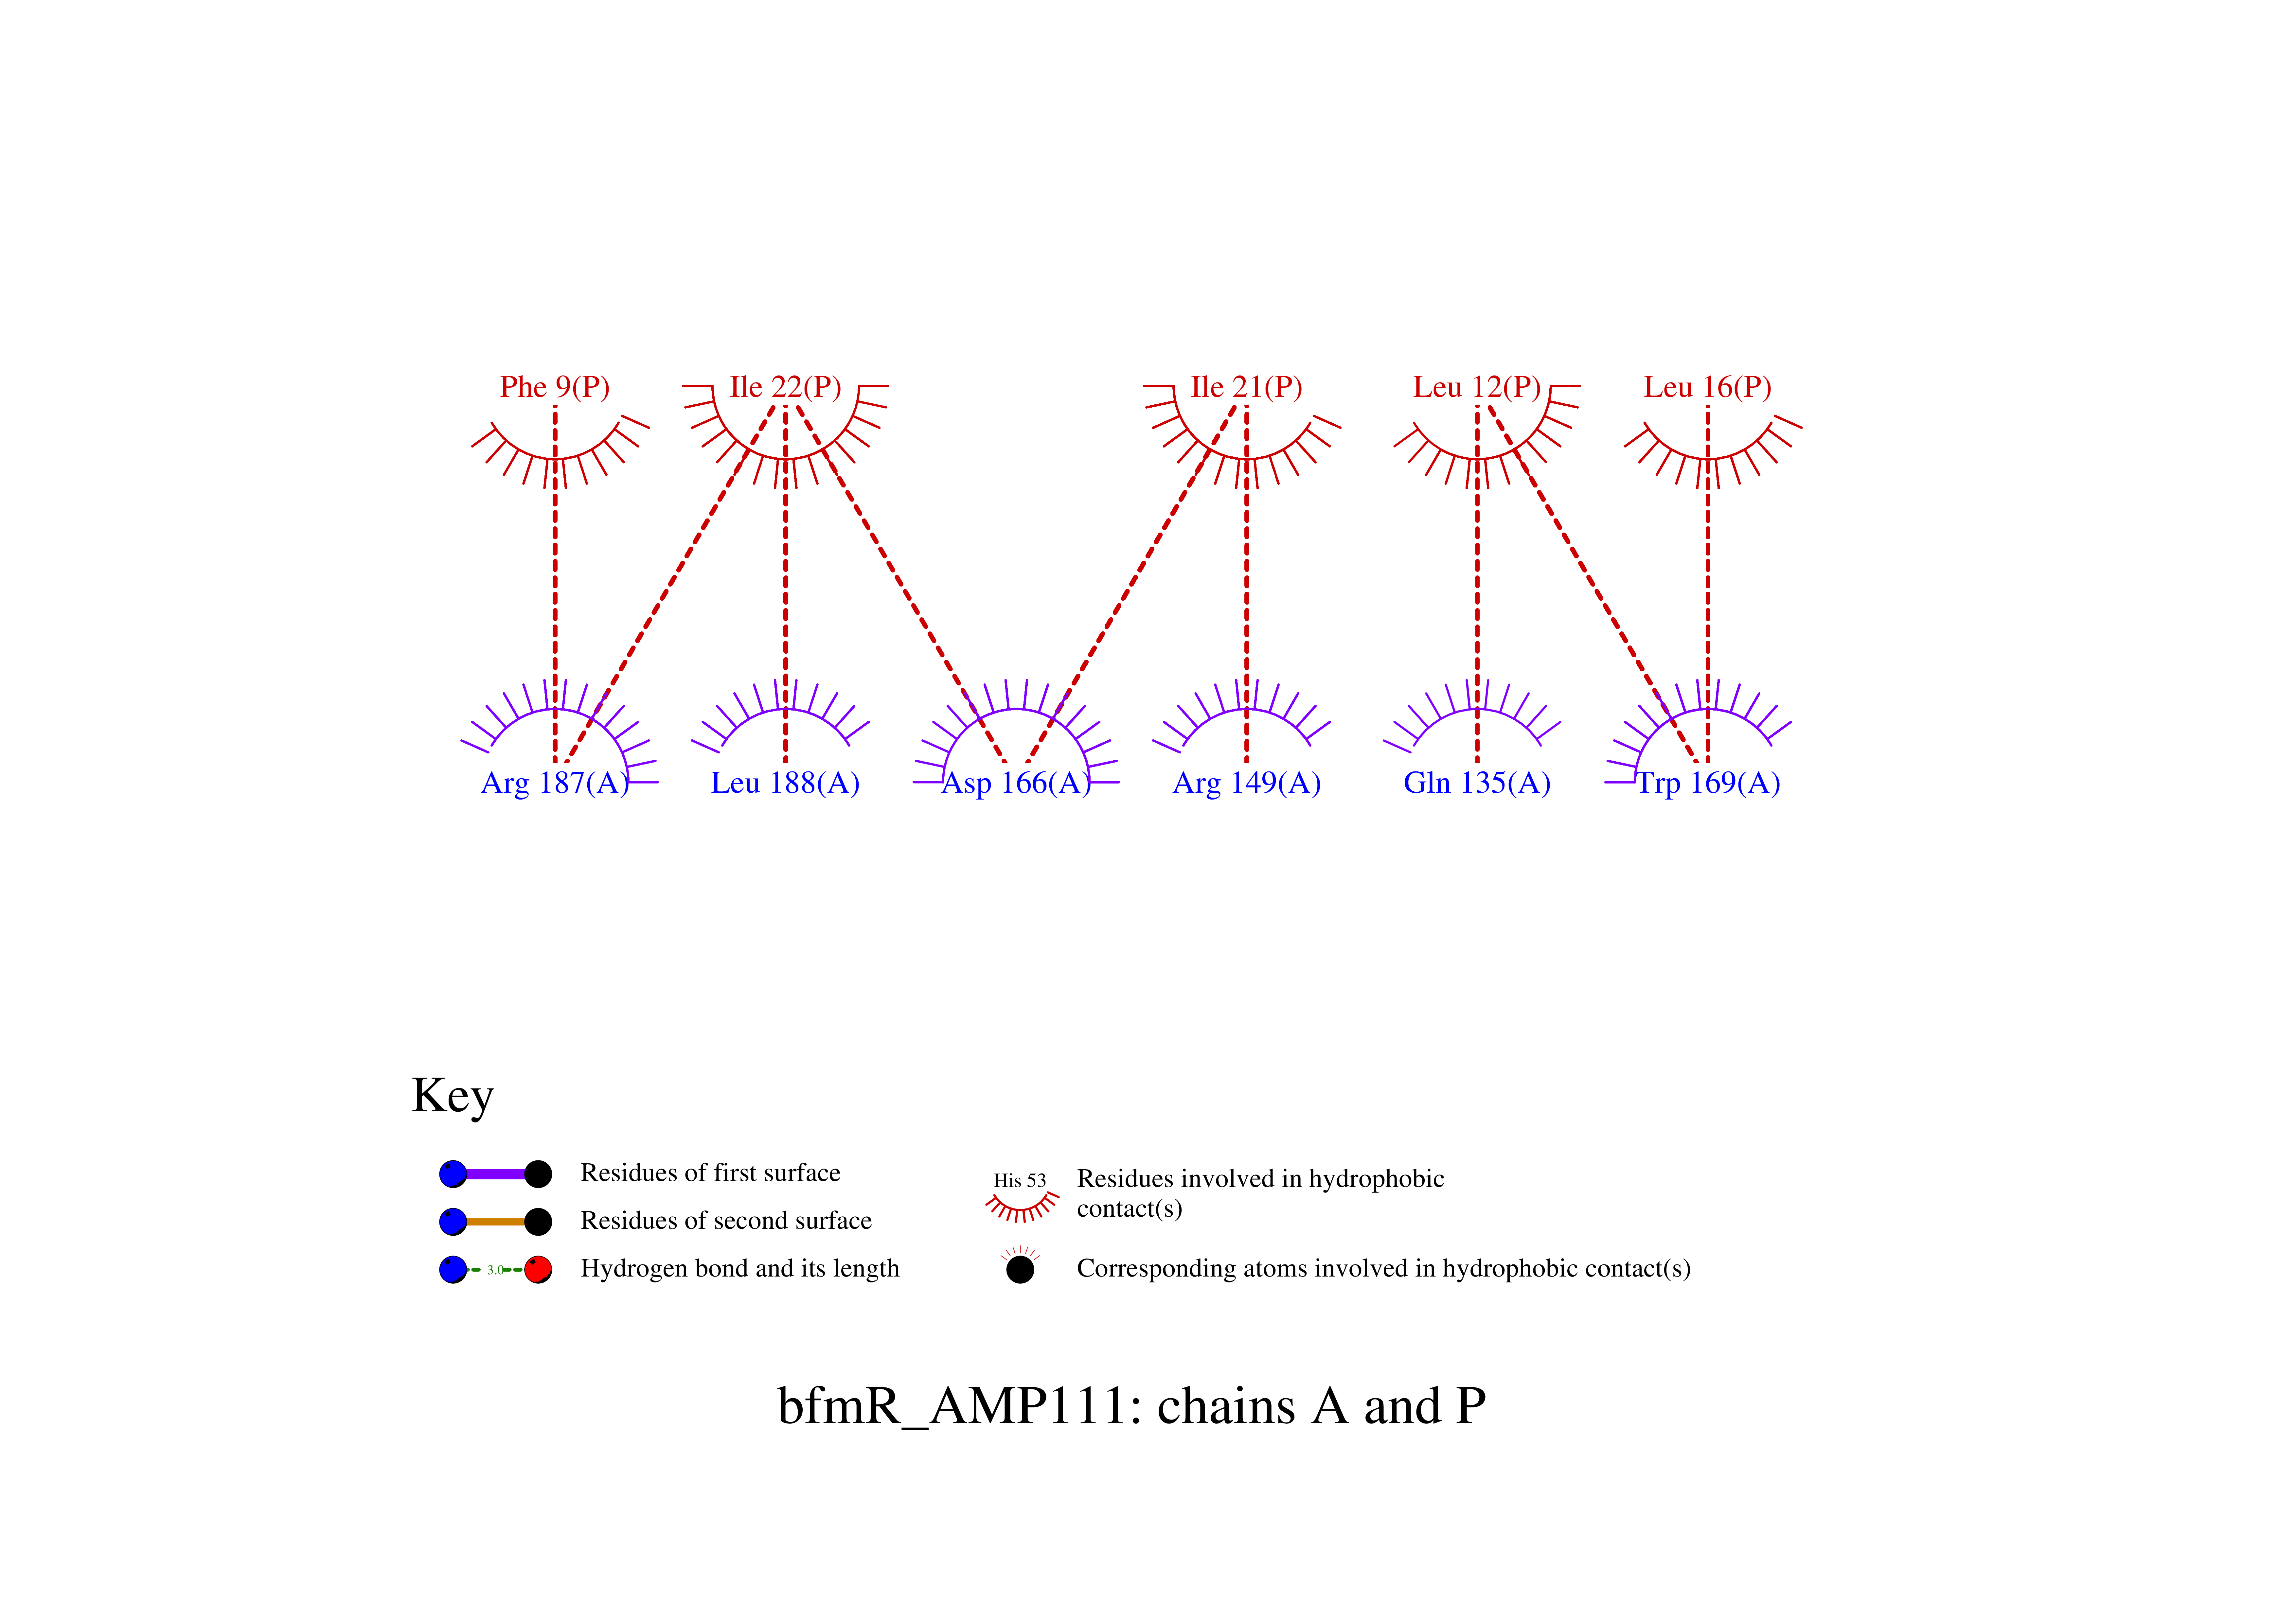 Phe 9(P) Ile 22(P) Ile 21(P) Leu 12(P) Leu 16(P)
Arg 187(A) Leu 188(A) Asp 166(A) Arg 149(A) Gln 135(A) Trp 169(A)
Key
Residues of first surface
Residues of second surface
3.0 Hydrogen bond and its length
His 53 Residues involved in hydrophobic
contact(s)
Corresponding atoms involved in hydrophobic contact(s)
bfmR_AMP111: chains A and P